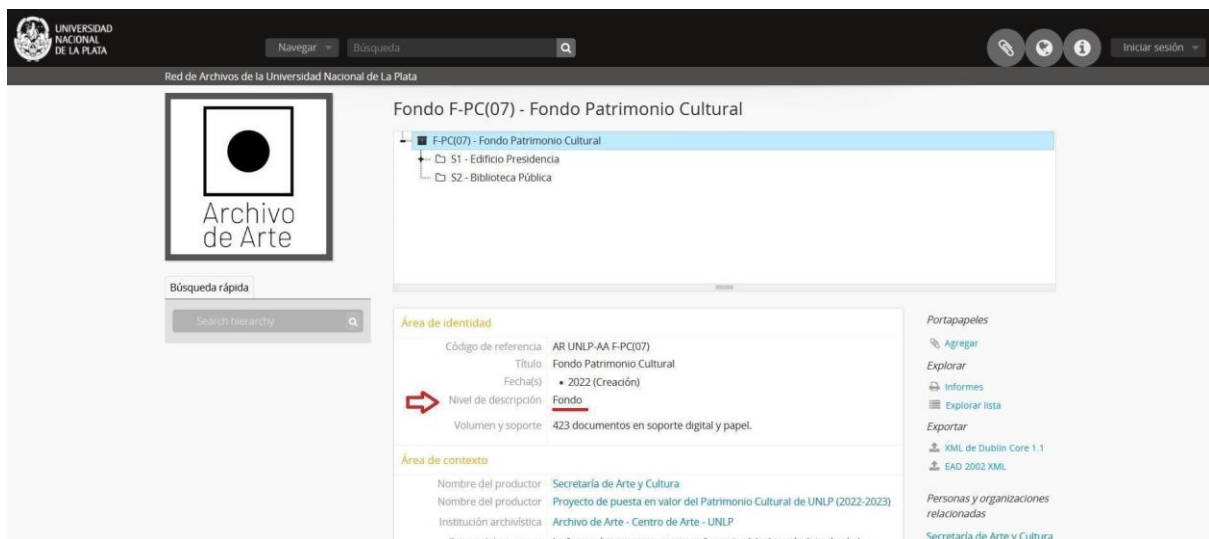 UNIVERSIDAD
NACIONAL
DE LA PLATA
Navegar
Búsqueda
Iniciar sesión
Red de Archivos de la Universidad Nacional de La Plata
Archivo
de Arte
Búsqueda rápida
Search hierarchy
Fondo F-PC(07) - Fondo Patrimonio Cultural
F-PC(07) - Fondo Patrimonio Cultural
S1 - Edificio Presidencia
S2 - Biblioteca Pública
Área de identidad
Código de referencia AR UNLP-AA F-PC(07)
Título Fondo Patrimonio Cultural
Fecha(s) • 2022 (Creación)
Nivel de descripción Fondo
Volumen y soporte 423 documentos en soporte digital y papel.
Área de contexto
Nombre del productor Secretaría de Arte y Cultura
Nombre del productor Proyecto de puesta en valor del Patrimonio Cultural de UNLP (2022-2023)
Institución archivística Archivo de Arte - Centro de Arte - UNLP
Portapapeles
Agregar
Explorar
Informes
Explorar lista
Exportar
XML de Dublin Core 1.1
EAD 2002 XML
Personas y organizaciones
relacionadas
Secretaría de Arte y Cultura